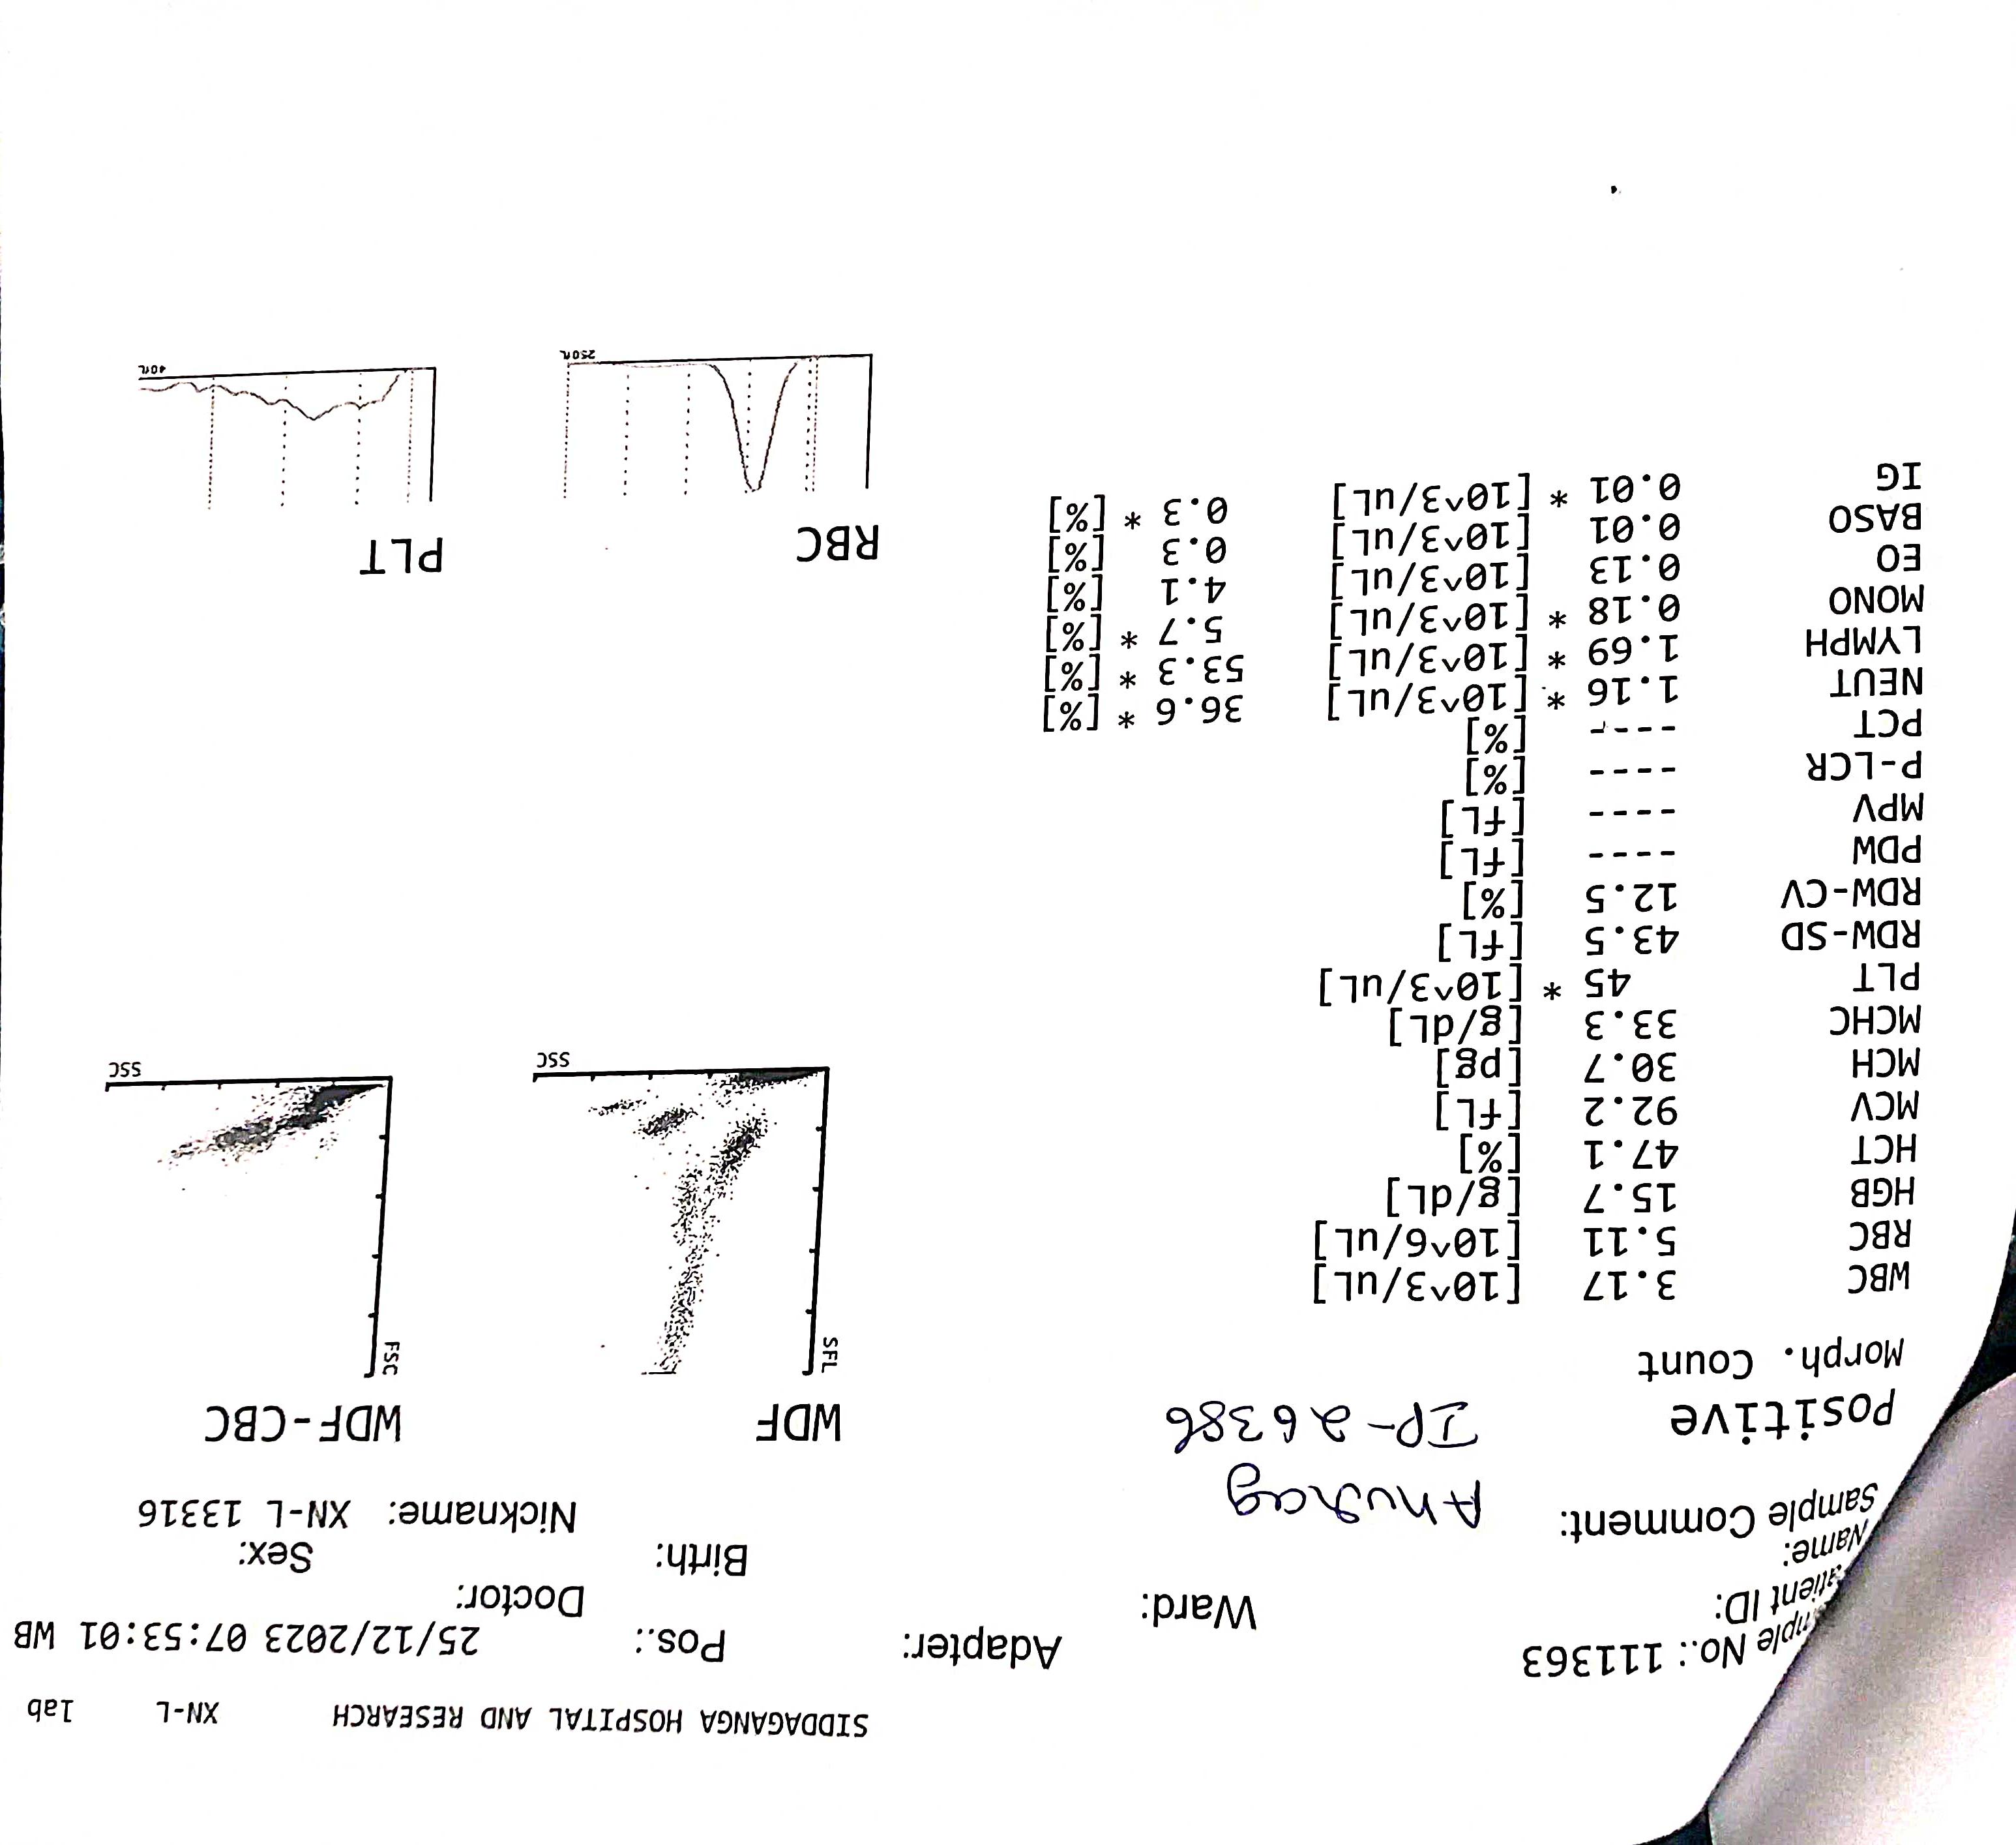 SIDDAGANGA HOSPITAL AND RESEARCH XN-L lab
No.: 111363 Adapter: Pos.: 25/12/2023 07:53:01 WB
ID: Ward: Doctor:
Name: Birth: Sex:
Sample Comment: Nickname: XN-L 13316
Anurag
IP-26386
Positive
Morph. Count
WBC 3.17 [10^3/uL]
RBC 5.11 [10^6/uL]
HGB 15.7 [g/dL]
HCT 47.1 [%]
MCV 92.2 [fL]
MCH 30.7 [pg]
MCHC 33.3 [g/dL]
PLT 45 * [10^3/uL]
RDW-SD 43.5 [fL]
RDW-CV 12.5 [%]
PDW ---- [fL]
MPV ---- [fL]
P-LCR ---- [%]
PCT ---- [%]
NEUT 1.16 * [10^3/uL] 36.6 * [%]
LYMPH 1.69 * [10^3/uL] 53.3 * [%]
MONO 0.18 * [10^3/uL] 5.7 * [%]
EO 0.13 [10^3/uL] 4.1 [%]
BASO 0.01 [10^3/uL] 0.3 [%]
IG 0.01 * [10^3/uL] 0.3 * [%]
WDF
SFL
SSC
WDF-CBC
FSC
SSC
RBC
250fL
PLT
40fL